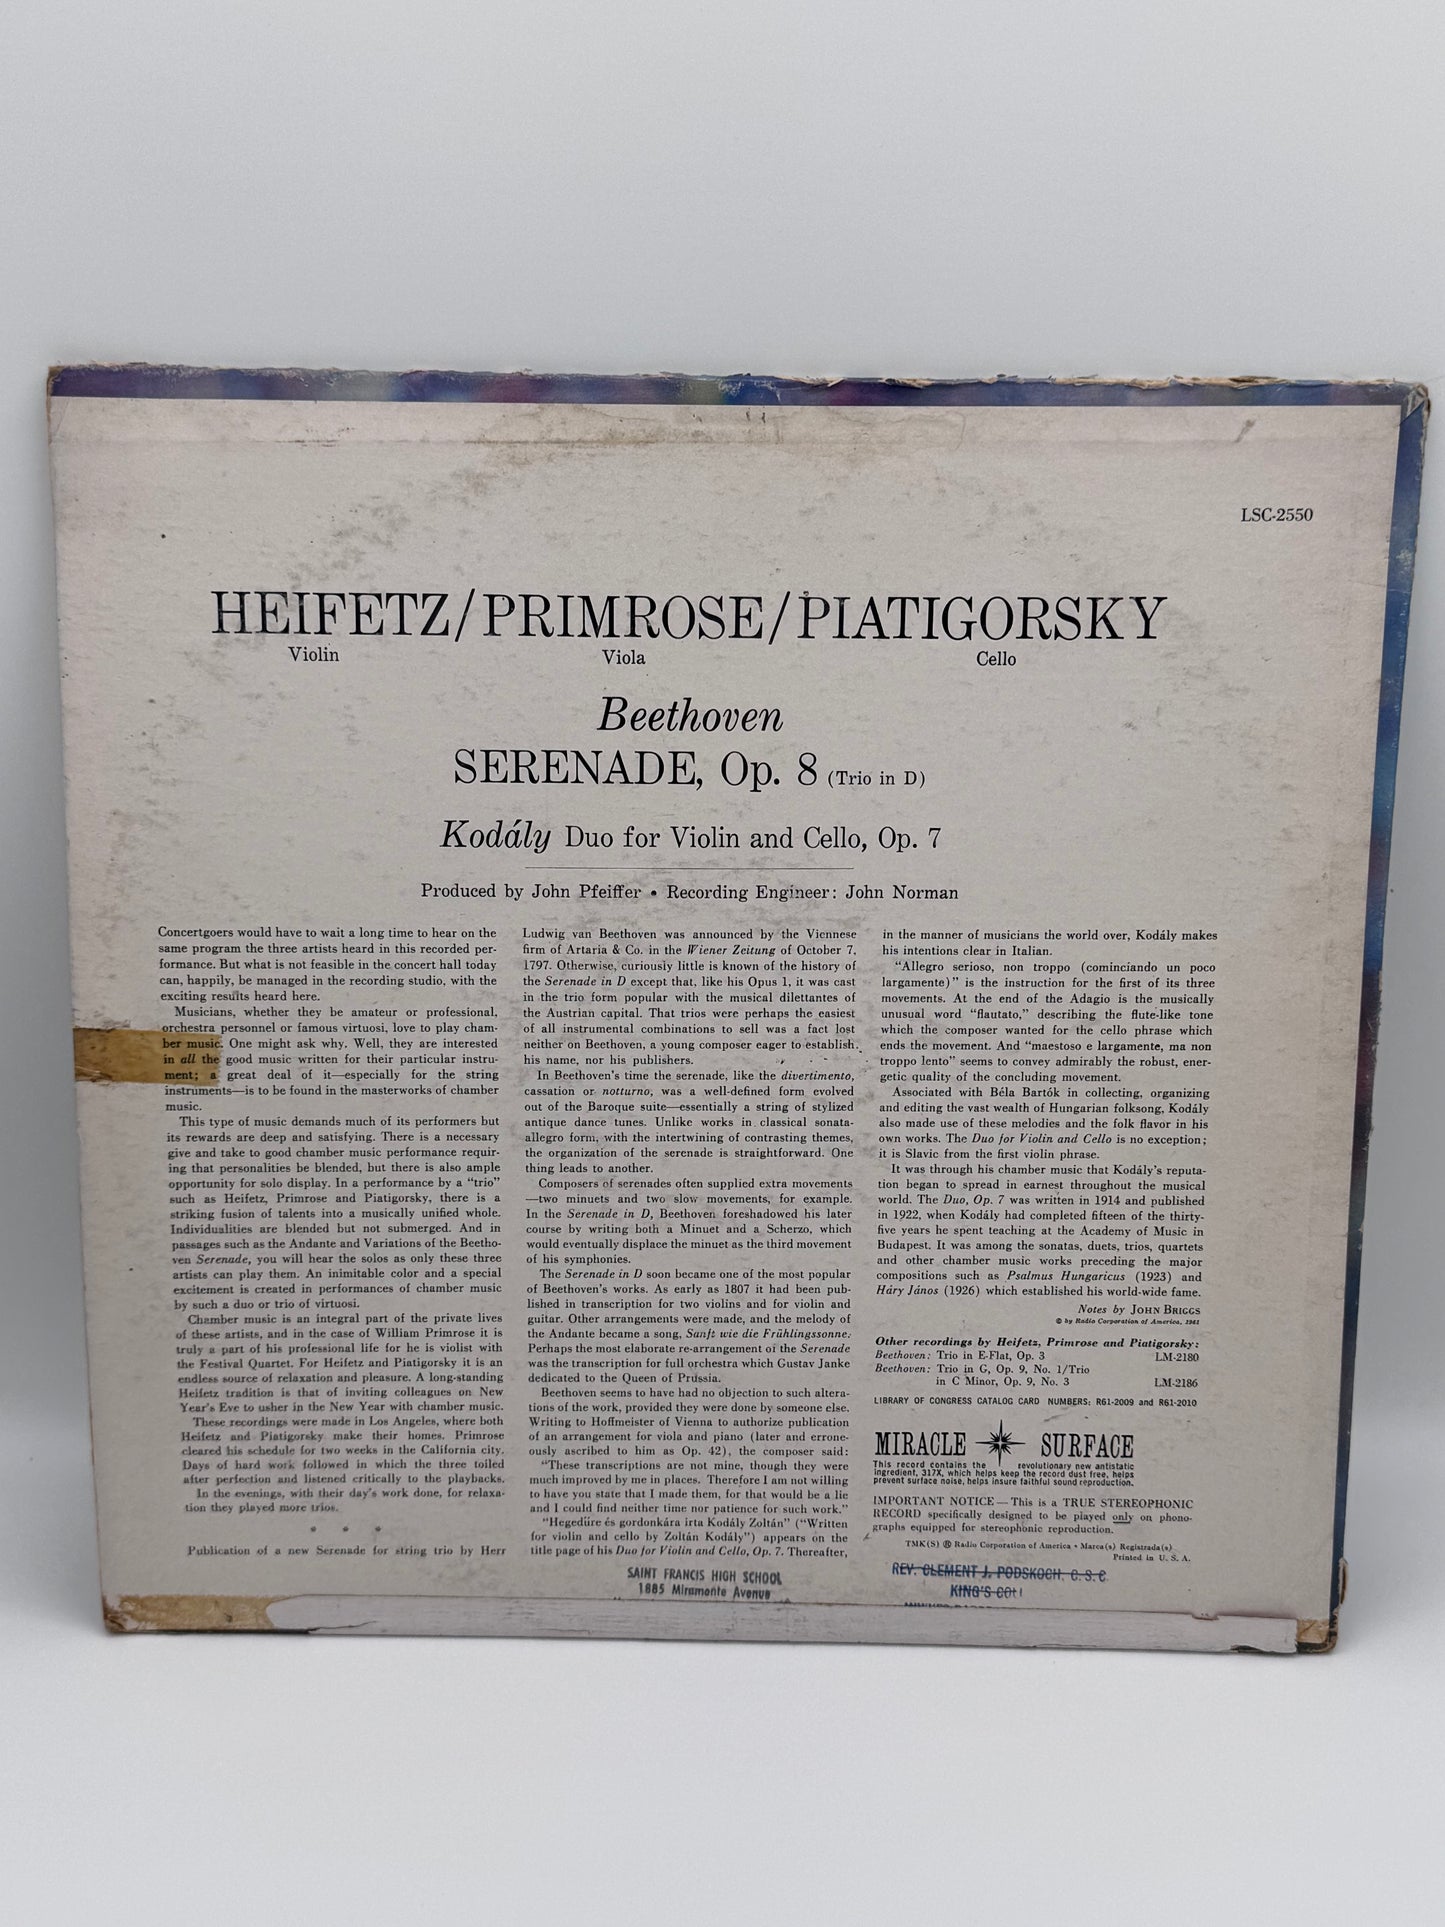 LSC-2550
HEIFETZ/PRIMROSE/PIATIGORSKY
Violin Viola Cello
Beethoven
SERENADE, Op. 8 (Trio in D)
Kodály Duo for Violin and Cello, Op. 7
Produced by John Pfeiffer • Recording Engineer: John Norman
Concertgoers would have to wait a long time to hear on the
same program the three artists heard in this recorded per-
formance. But what is not feasible in the concert hall today
can, happily, be managed in the recording studio, with the
exciting results heard here.
Musicians, whether they be amateur or professional,
orchestra personnel or famous virtuosi, love to play cham-
ber music. One might ask why. Well, they are interested
in all the good music written for their particular instru-
ment; a great deal of it—especially for the string
instruments—is to be found in the masterworks of chamber
music.
This type of music demands much of its performers but
its rewards are deep and satisfying. There is a necessary
give and take to good chamber music performance requir-
ing that personalities be blended, but there is also ample
opportunity for solo display. In a performance by a "trio"
such as Heifetz, Primrose and Piatigorsky, there is a
striking fusion of talents into a musically unified whole.
Individualities are blended but not submerged. And in
passages such as the Andante and Variations of the Beetho-
ven Serenade, you will hear the solos as only these three
artists can play them. An inimitable color and a special
excitement is created in performances of chamber music
by such a duo or trio of virtuosi.
Chamber music is an integral part of the private lives
of these artists, and in the case of William Primrose it is
truly a part of his professional life for he is violist with
the Festival Quartet. For Heifetz and Piatigorsky it is an
endless source of relaxation and pleasure. A long-standing
Heifetz tradition is that of inviting colleagues on New
Year's Eve to usher in the New Year with chamber music.
These recordings were made in Los Angeles, where both
Heifetz and Piatigorsky make their homes. Primrose
cleared his schedule for two weeks in the California city.
Days of hard work followed in which the three toiled
after perfection and listened critically to the playbacks.
In the evenings, with their day's work done, for relaxa-
tion they played more trios.
* * *
Publication of a new Serenade for string trio by Herr
Ludwig van Beethoven was announced by the Viennese
firm of Artaria & Co. in the Wiener Zeitung of October 7,
1797. Otherwise, curiously little is known of the history of
the Serenade in D except that, like his Opus 1, it was cast
in the trio form popular with the musical dilettantes of
the Austrian capital. That trios were perhaps the easiest
of all instrumental combinations to sell was a fact lost
neither on Beethoven, a young composer eager to establish
his name, nor his publishers.
In Beethoven's time the serenade, like the divertimento,
cassation or notturno, was a well-defined form evolved
out of the Baroque suite—essentially a string of stylized
antique dance tunes. Unlike works in classical sonata-
allegro form, with the intertwining of contrasting themes,
the organization of the serenade is straightforward. One
thing leads to another.
Composers of serenades often supplied extra movements
—two minuets and two slow movements, for example.
In the Serenade in D, Beethoven foreshadowed his later
course by writing both a Minuet and a Scherzo, which
would eventually displace the minuet as the third movement
of his symphonies.
The Serenade in D soon became one of the most popular
of Beethoven's works. As early as 1807 it had been pub-
lished in transcription for two violins and for violin and
guitar. Other arrangements were made, and the melody of
the Andante became a song, Sanft wie die Frühlingssonne.
Perhaps the most elaborate re-arrangement of the Serenade
was the transcription for full orchestra which Gustav Janke
dedicated to the Queen of Prussia.
Beethoven seems to have had no objection to such altera-
tions of the work, provided they were done by someone else.
Writing to Hoffmeister of Vienna to authorize publication
of an arrangement for viola and piano (later and errone-
ously ascribed to him as Op. 42), the composer said:
"These transcriptions are not mine, though they were
much improved by me in places. Therefore I am not willing
to have you state that I made them, for that would be a lie
and I could find neither time nor patience for such work."
"Hegedüre és gordonkára irta Kodály Zoltán" ("Written
for violin and cello by Zoltán Kodály") appears on the
title page of his Duo for Violin and Cello, Op. 7. Thereafter,
in the manner of musicians the world over, Kodály makes
his intentions clear in Italian.
"Allegro serioso, non troppo (cominciando un poco
largamente)" is the instruction for the first of its three
movements. At the end of the Adagio is the musically
unusual word "flautato," describing the flute-like tone
which the composer wanted for the cello phrase which
ends the movement. And "maestoso e largamente, ma non
troppo lento" seems to convey admirably the robust, ener-
getic quality of the concluding movement.
Associated with Béla Bartók in collecting, organizing
and editing the vast wealth of Hungarian folksong, Kodály
also made use of these melodies and the folk flavor in his
own works. The Duo for Violin and Cello is no exception;
it is Slavic from the first violin phrase.
It was through his chamber music that Kodály's reputa-
tion began to spread in earnest throughout the musical
world. The Duo, Op. 7 was written in 1914 and published
in 1922, when Kodály had completed fifteen of the thirty-
five years he spent teaching at the Academy of Music in
Budapest. It was among the sonatas, duets, trios, quartets
and other chamber music works preceding the major
compositions such as Psalmus Hungaricus (1923) and
Háry János (1926) which established his world-wide fame.
Notes by JOHN BRIGGS
© by Radio Corporation of America, 1961
Other recordings by Heifetz, Primrose and Piatigorsky:
Beethoven: Trio in E-Flat, Op. 3 LM-2180
Beethoven: Trio in G, Op. 9, No. 1/Trio
in C Minor, Op. 9, No. 3 LM-2186
LIBRARY OF CONGRESS CATALOG CARD NUMBERS: R61-2009 and R61-2010
MIRACLE SURFACE
This record contains the revolutionary new antistatic
ingredient, 317X, which helps keep the record dust free, helps
prevent surface noise, helps insure faithful sound reproduction.
IMPORTANT NOTICE—This is a TRUE STEREOPHONIC
RECORD specifically designed to be played only on phono-
graphs equipped for stereophonic reproduction.
TMK(S) ® Radio Corporation of America • Marca(s) Registrada(s)
Printed in U. S. A.
SAINT FRANCIS HIGH SCHOOL
1885 Miramonte Avenue
REV. CLEMENT J. PODSKOCH, C.S.C
KING'S